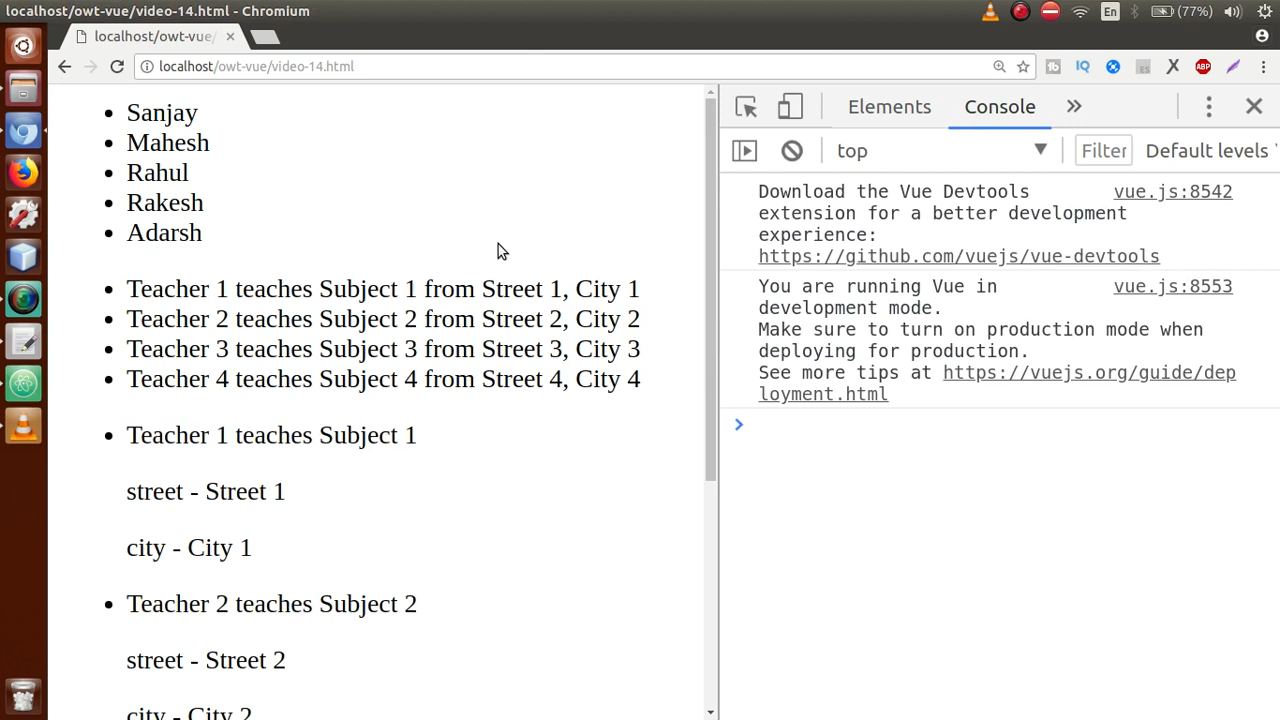 localhost/owt-vue/video-14.html - Chromium
En
(77%)
localhost/owt-vue/
localhost/owt-vue/video-14.html
IQ
ABP
Sanjay
Mahesh
Rahul
Rakesh
Adarsh
Teacher 1 teaches Subject 1 from Street 1, City 1
Teacher 2 teaches Subject 2 from Street 2, City 2
Teacher 3 teaches Subject 3 from Street 3, City 3
Teacher 4 teaches Subject 4 from Street 4, City 4
Teacher 1 teaches Subject 1
street - Street 1
city - City 1
Teacher 2 teaches Subject 2
street - Street 2
city - City 2
Elements Console
top Filter Default levels
Download the Vue Devtools vue.js:8542
extension for a better development
experience:
https://github.com/vuejs/vue-devtools
You are running Vue in vue.js:8553
development mode.
Make sure to turn on production mode when
deploying for production.
See more tips at https://vuejs.org/guide/dep
loyment.html